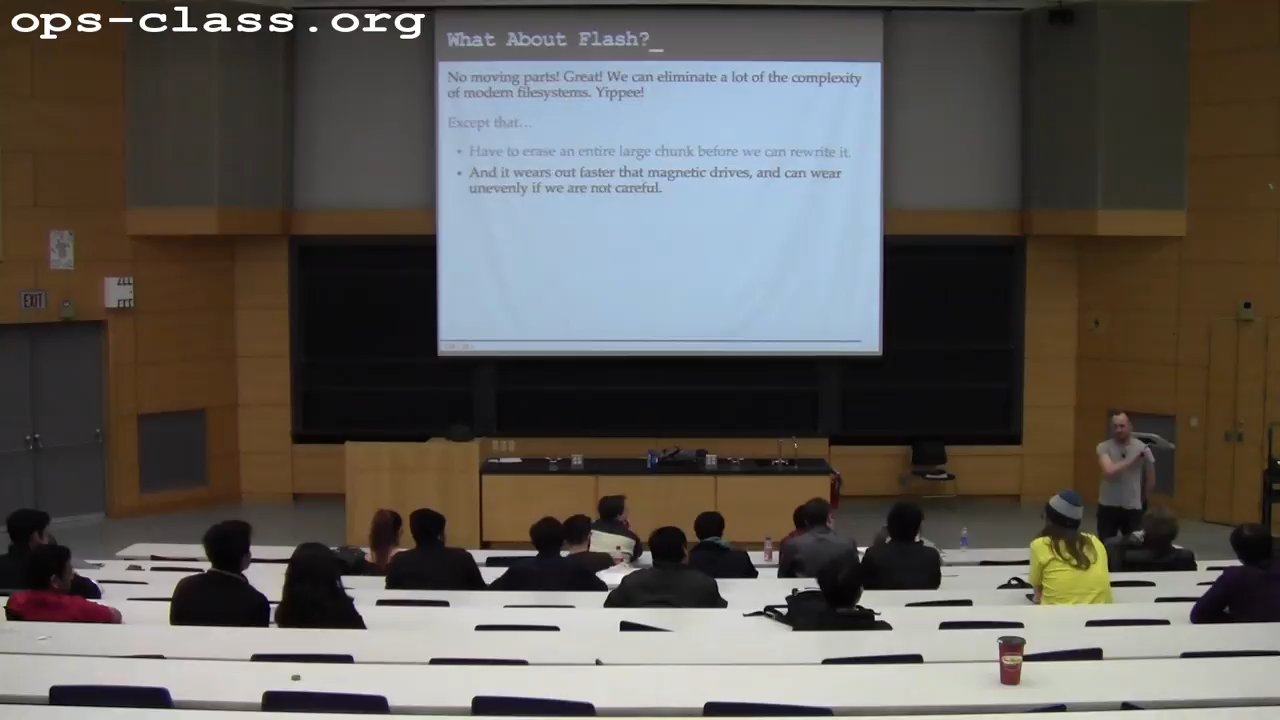 ops-class.org
What About Flash?_
No moving parts! Great! We can eliminate a lot of the complexity
of modern filesystems. Yippee!
Except that...
• Have to erase an entire large chunk before we can rewrite it.
• And it wears out faster that magnetic drives, and can wear
unevenly if we are not careful.
EXIT